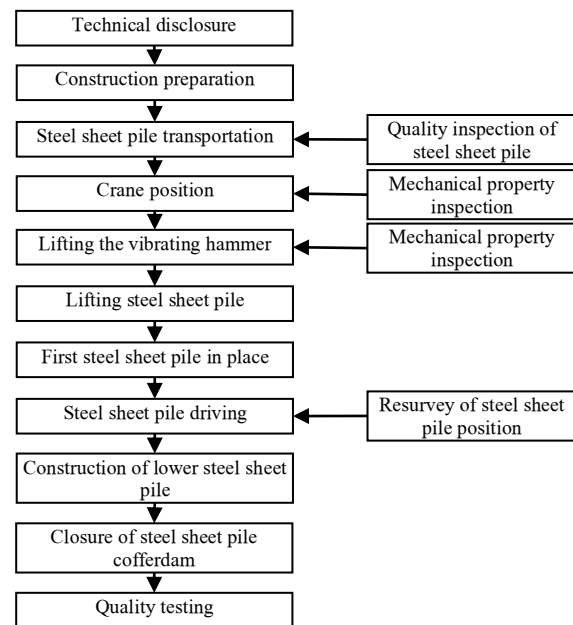 Technical disclosure
Construction preparation
Steel sheet pile transportation
Quality inspection of
steel sheet pile
Crane position
Mechanical property
inspection
Lifting the vibrating hammer
Mechanical property
inspection
Lifting steel sheet pile
First steel sheet pile in place
Steel sheet pile driving
Resurvey of steel sheet
pile position
Construction of lower steel sheet
pile
Closure of steel sheet pile
cofferdam
Quality testing